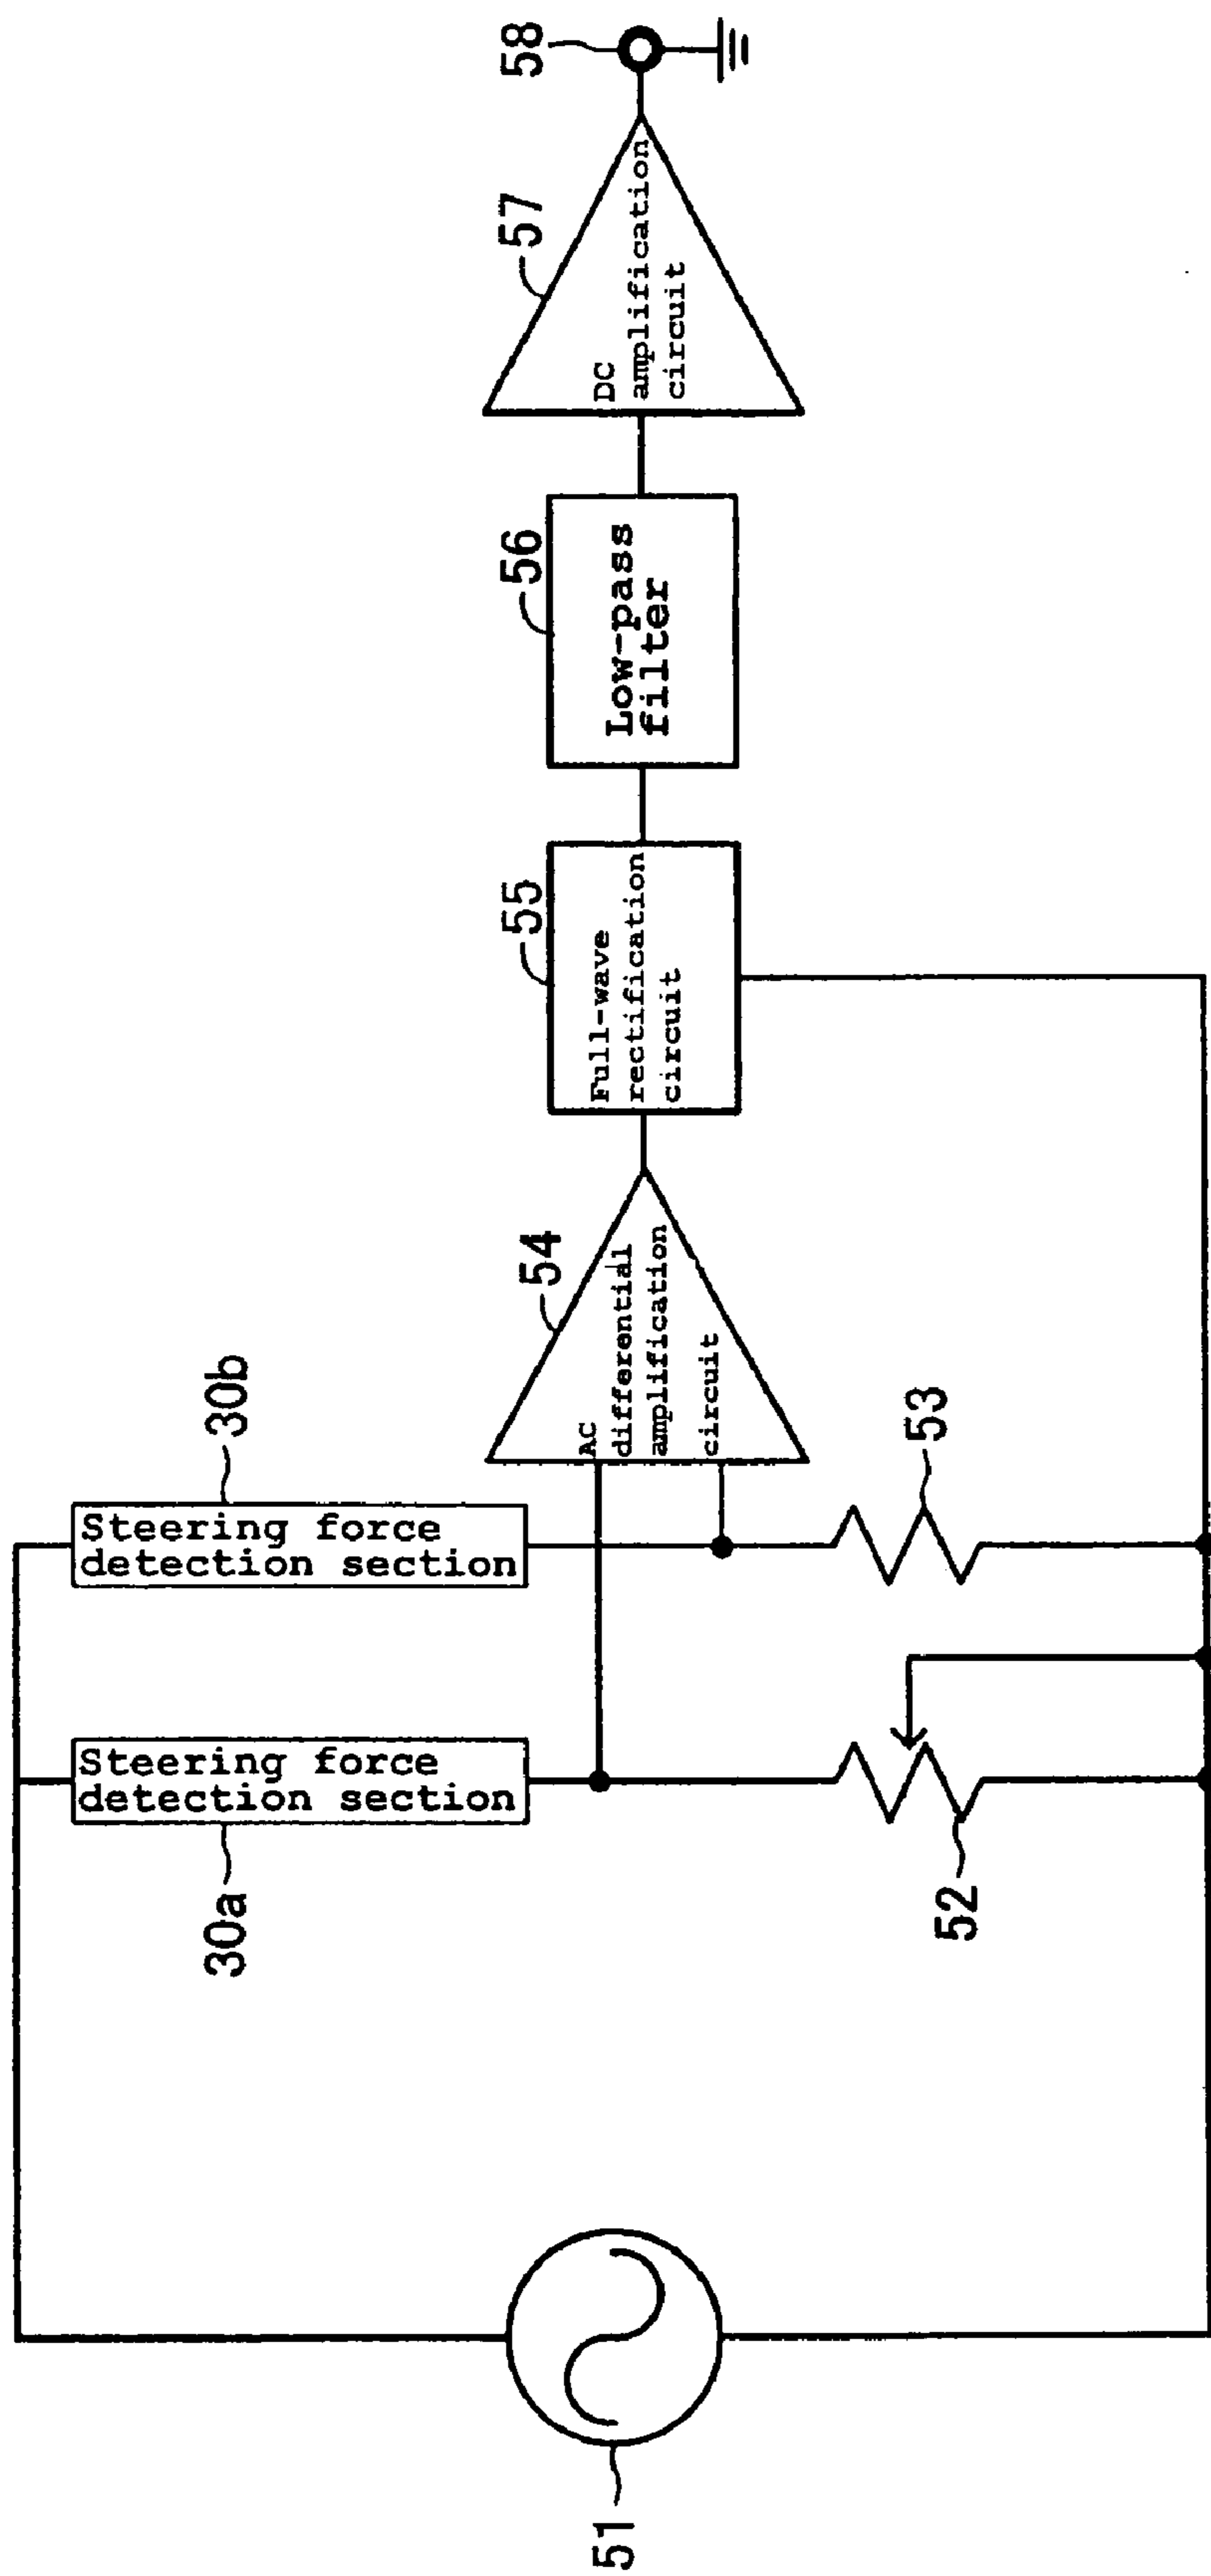 51
30a
Steering force
detection section
52
30b
Steering force
detection section
53
54
AC
differential
amplification
circuit
55
Full-wave
rectification
circuit
56
Low-pass
filter
57
DC
amplification
circuit
58